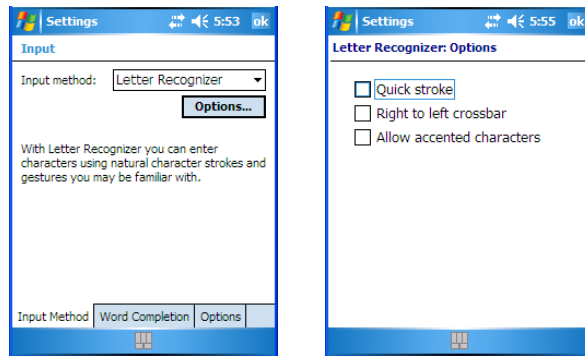 Settings 5:53 ok
Input
Input method: Letter Recognizer
Options...
With Letter Recognizer you can enter
characters using natural character strokes and
gestures you may be familiar with.
Input Method Word Completion Options
Settings 5:55 ok
Letter Recognizer: Options
Quick stroke
Right to left crossbar
Allow accented characters